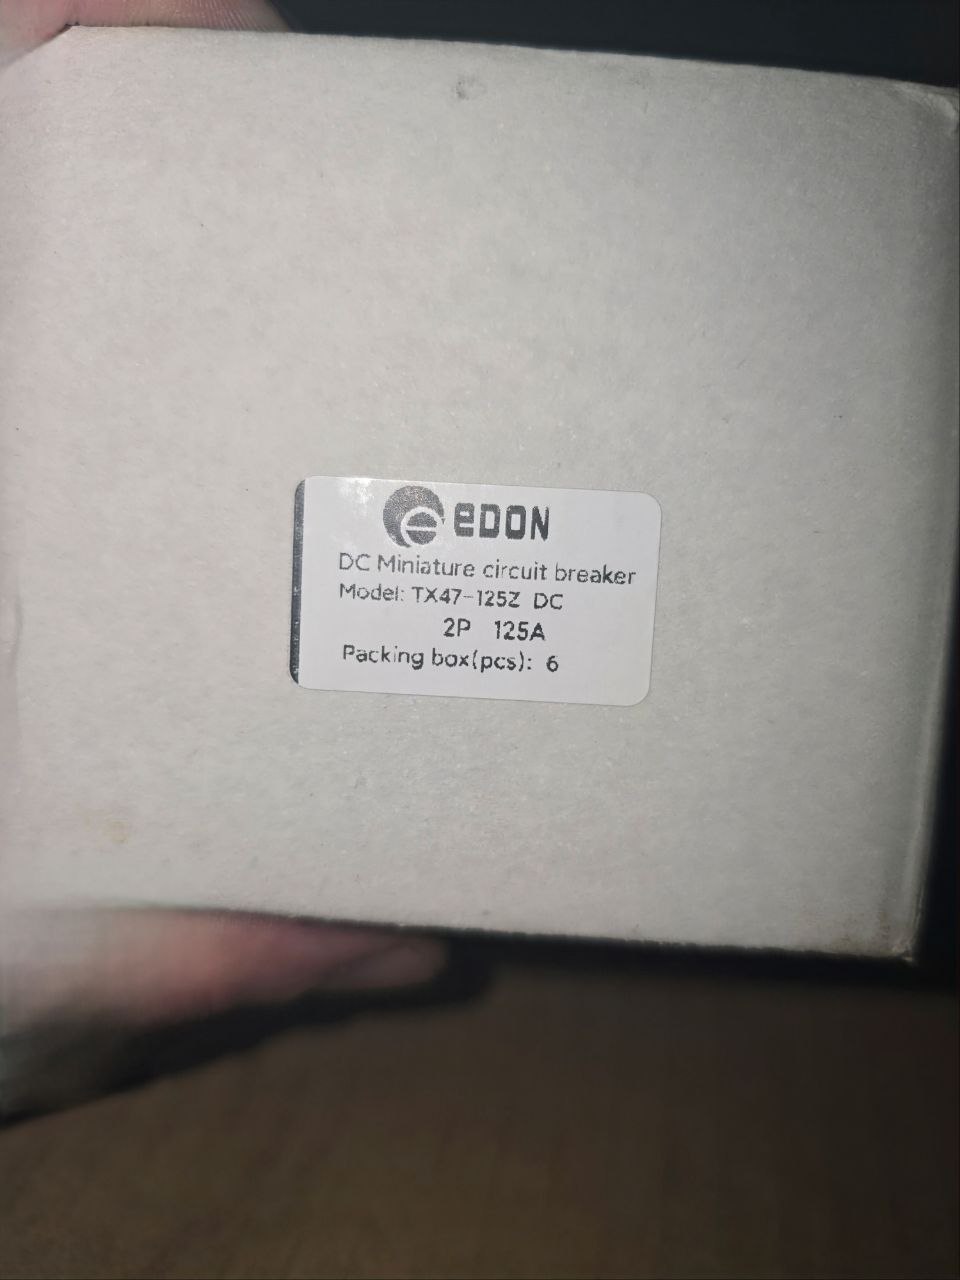 eDON
DC Miniature circuit breaker
Model: TX47-125Z DC
2P 125A
Packing box(pcs): 6